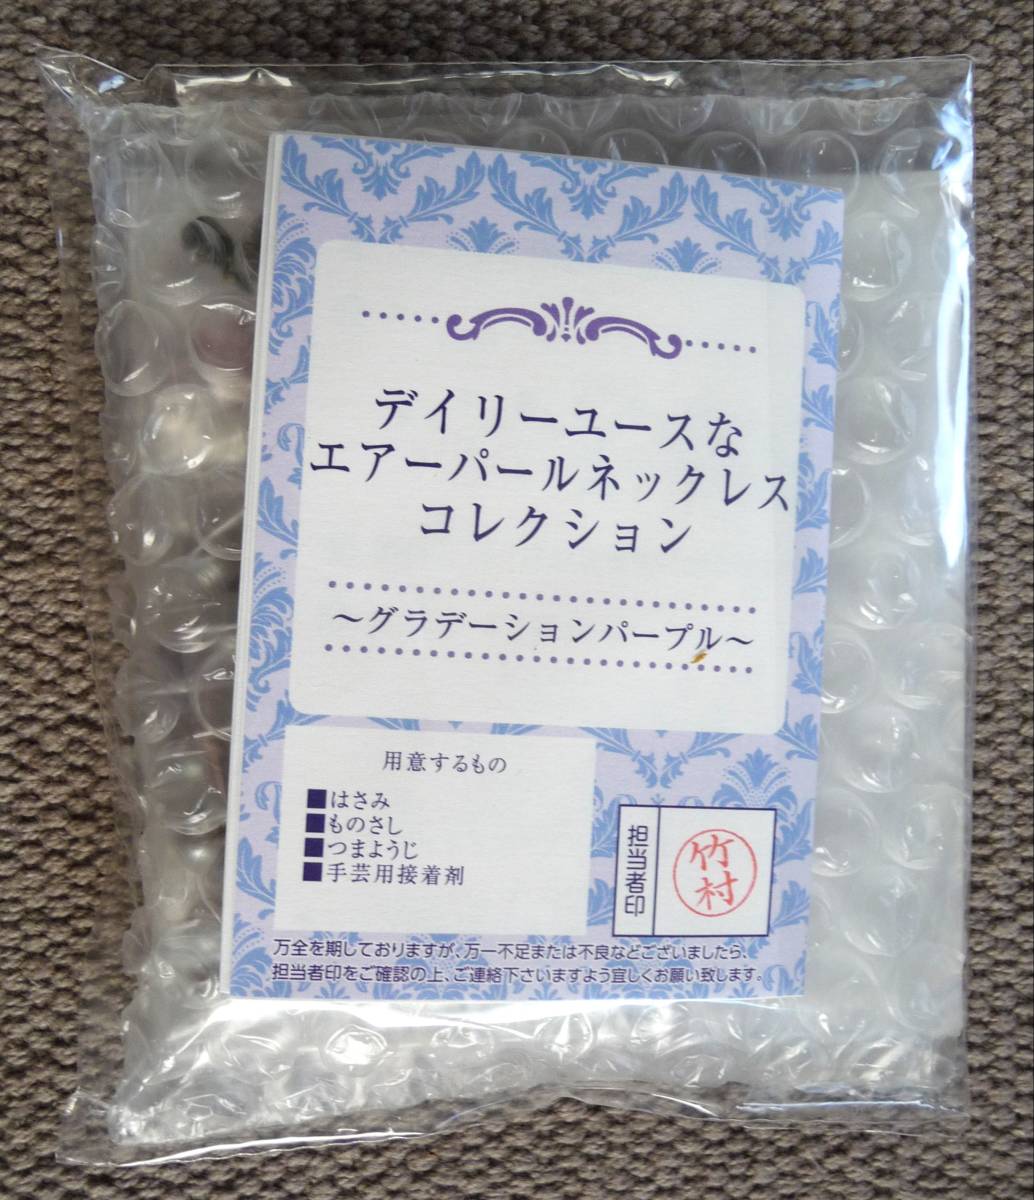 デイリーユースな
エアーパールネックレス
コレクション
～グラデーションパープル～
用意するもの
■はさみ
■ものさし
■つまようじ
■手芸用接着剤
担当者印
竹村
万全を期しておりますが、万一不足または不良などございましたら、
担当者印をご確認の上、ご連絡下さいますよう宜しくお願い致します。